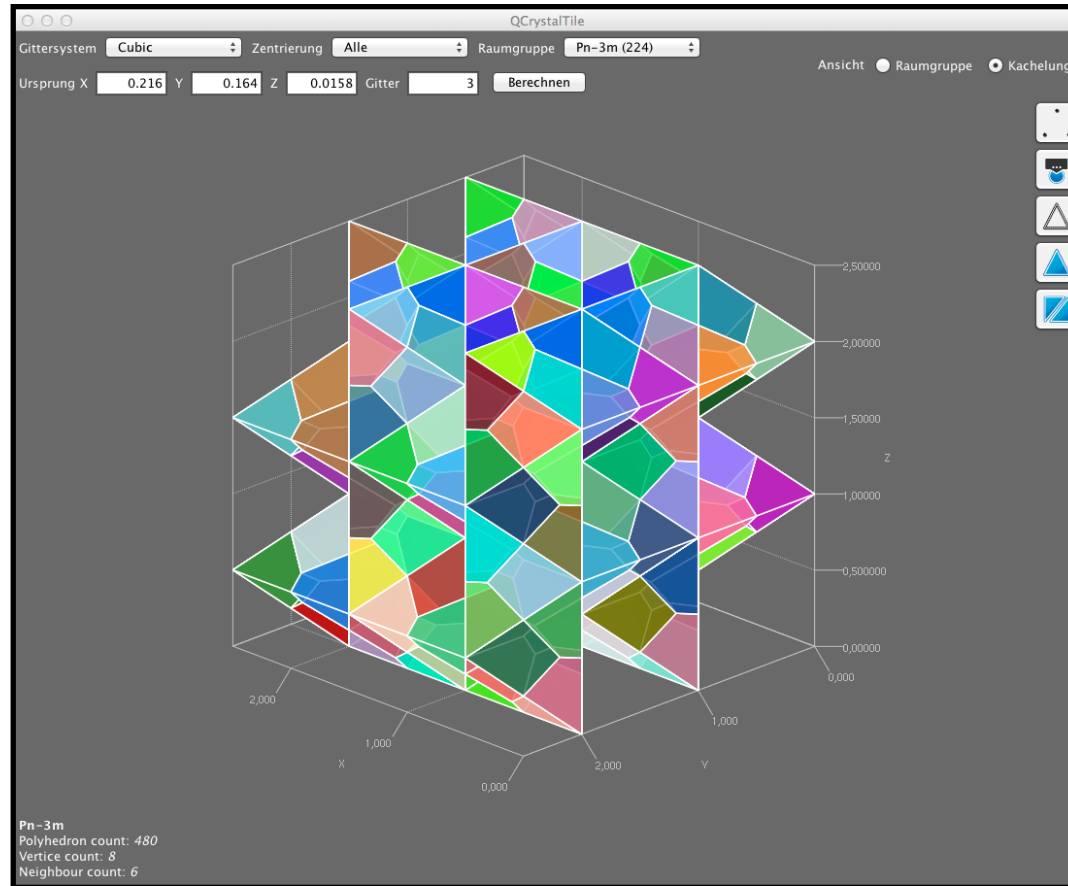 QCrystalTile
Gittersystem Cubic Zentrierung Alle Raumgruppe Pn-3m (224)
Ansicht Raumgruppe Kachelung
Ursprung X 0.216 Y 0.164 Z 0.0158 Gitter 3 Berechnen
2,50000
2,00000
1,50000
Z
1,00000
0,500000
0,00000
0,000
2,000
1,000
1,000
X
2,000
Y
0,000
Pn-3m
Polyhedron count: 480
Vertice count: 8
Neighbour count: 6